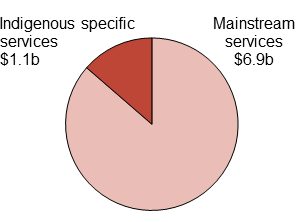 Indigenous specific
services
$1.1b
Mainstream
services
$6.9b